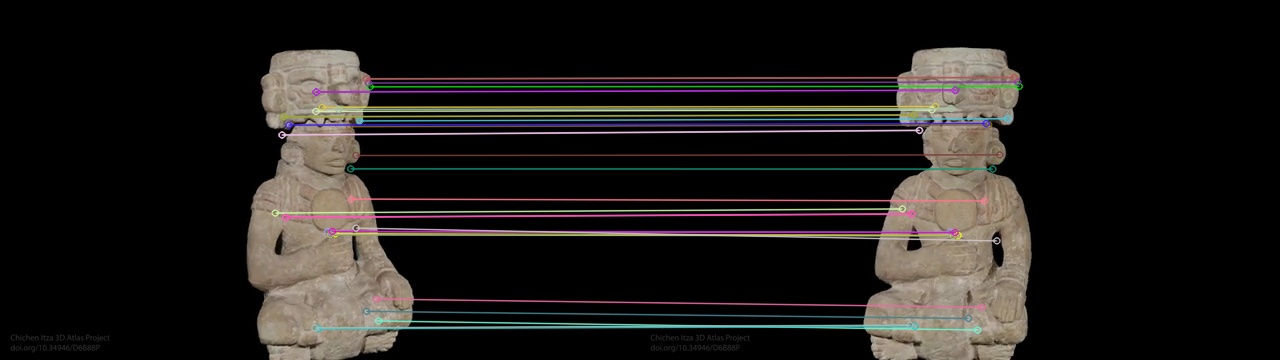 Chichen Itza 3D Atlas Project
doi.org/10.34946/D6B88P
Chichen Itza 3D Atlas Project
doi.org/10.34946/D6B88P